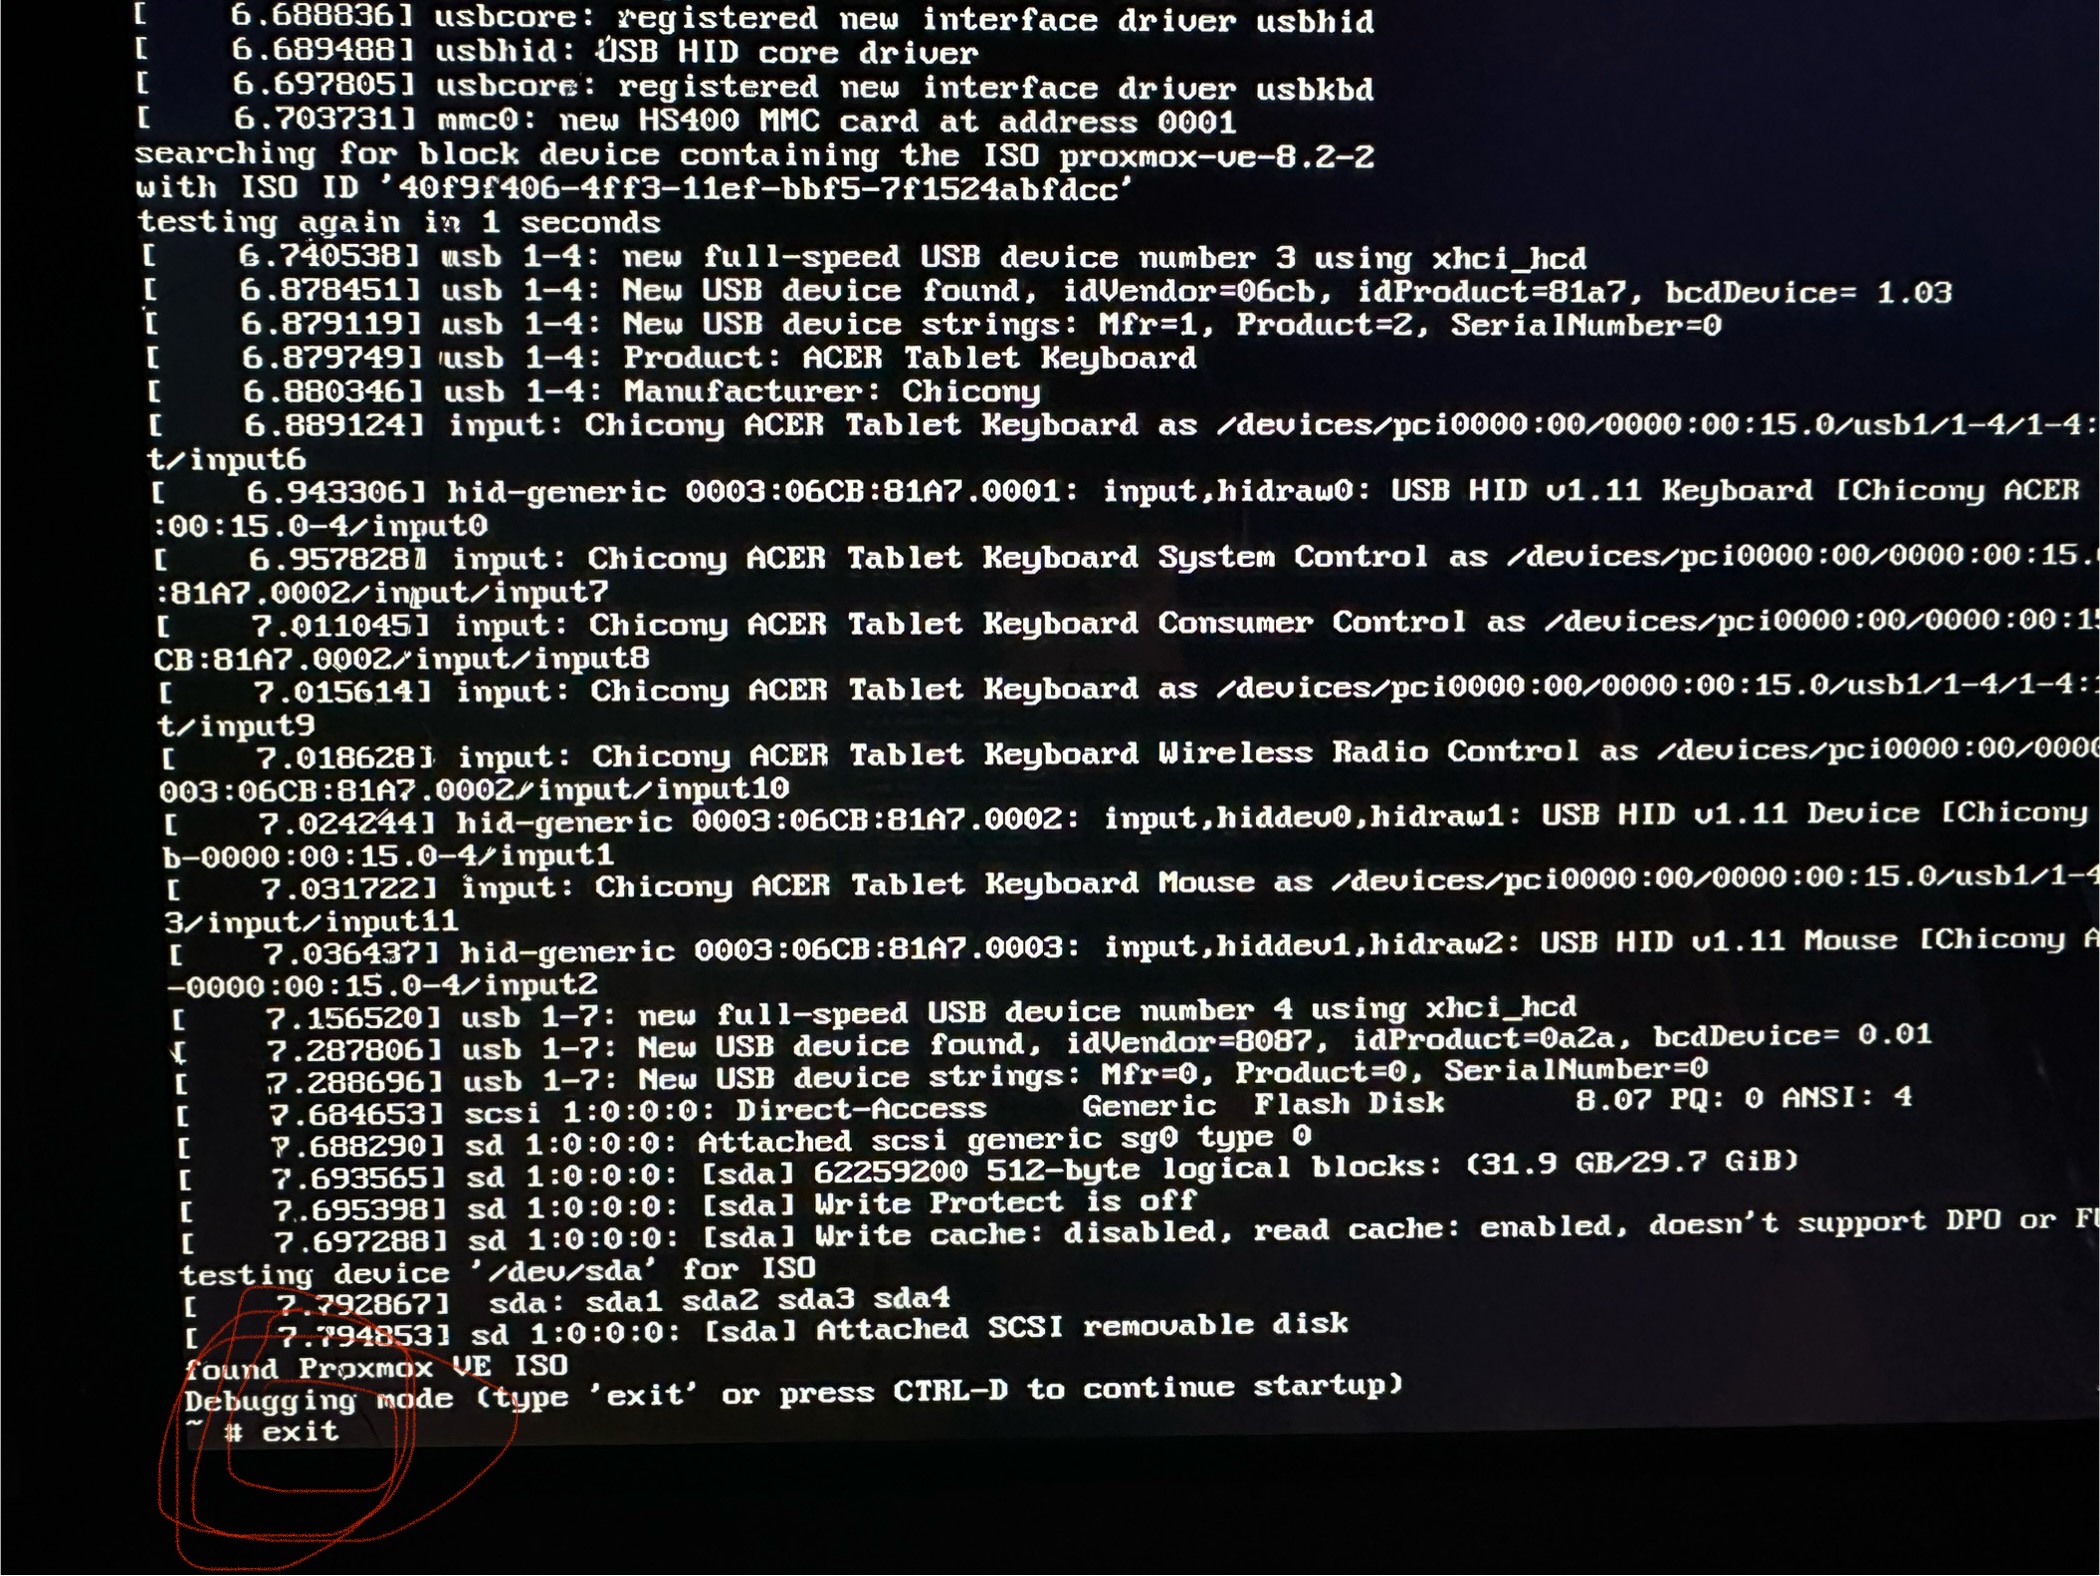 [    6.688836] usbcore: registered new interface driver usbhid
[    6.689488] usbhid: USB HID core driver
[    6.697805] usbcore: registered new interface driver usbkbd
[    6.703731] mmc0: new HS400 MMC card at address 0001
searching for block device containing the ISO proxmox-ve-8.2-2
with ISO ID '40f9f406-4ff3-11ef-bbf5-7f1524abfdcc'
testing again in 1 seconds
[    6.740538] usb 1-4: new full-speed USB device number 3 using xhci_hcd
[    6.878451] usb 1-4: New USB device found, idVendor=06cb, idProduct=81a7, bcdDevice= 1.03
[    6.879119] usb 1-4: New USB device strings: Mfr=1, Product=2, SerialNumber=0
[    6.879749] usb 1-4: Product: ACER Tablet Keyboard
[    6.880346] usb 1-4: Manufacturer: Chicony
[    6.889124] input: Chicony ACER Tablet Keyboard as /devices/pci0000:00/0000:00:15.0/usb1/1-4/1-4:
t/input6
[    6.943306] hid-generic 0003:06CB:81A7.0001: input,hidraw0: USB HID v1.11 Keyboard [Chicony ACER
:00:15.0-4/input0
[    6.957828] input: Chicony ACER Tablet Keyboard System Control as /devices/pci0000:00/0000:00:15.
:81A7.0002/input/input7
[    7.011045] input: Chicony ACER Tablet Keyboard Consumer Control as /devices/pci0000:00/0000:00:15
CB:81A7.0002/input/input8
[    7.015614] input: Chicony ACER Tablet Keyboard as /devices/pci0000:00/0000:00:15.0/usb1/1-4/1-4:
t/input9
[    7.018628] input: Chicony ACER Tablet Keyboard Wireless Radio Control as /devices/pci0000:00/0000
003:06CB:81A7.0002/input/input10
[    7.024244] hid-generic 0003:06CB:81A7.0002: input,hiddev0,hidraw1: USB HID v1.11 Device [Chicony
b-0000:00:15.0-4/input1
[    7.031722] input: Chicony ACER Tablet Keyboard Mouse as /devices/pci0000:00/0000:00:15.0/usb1/1-4
3/input/input11
[    7.036437] hid-generic 0003:06CB:81A7.0003: input,hiddev1,hidraw2: USB HID v1.11 Mouse [Chicony A
-0000:00:15.0-4/input2
[    7.156520] usb 1-7: new full-speed USB device number 4 using xhci_hcd
[    7.287806] usb 1-7: New USB device found, idVendor=8087, idProduct=0a2a, bcdDevice= 0.01
[    7.288696] usb 1-7: New USB device strings: Mfr=0, Product=0, SerialNumber=0
[    7.684653] scsi 1:0:0:0: Direct-Access     Generic  Flash Disk       8.07 PQ: 0 ANSI: 4
[    7.688290] sd 1:0:0:0: Attached scsi generic sg0 type 0
[    7.693565] sd 1:0:0:0: [sda] 62259200 512-byte logical blocks: (31.9 GB/29.7 GiB)
[    7.695398] sd 1:0:0:0: [sda] Write Protect is off
[    7.697288] sd 1:0:0:0: [sda] Write cache: disabled, read cache: enabled, doesn't support DPO or
testing device '/dev/sda' for ISO
[    7.792867]  sda: sda1 sda2 sda3 sda4
[    7.794853] sd 1:0:0:0: [sda] Attached SCSI removable disk
found Proxmox VE ISO
Debugging mode (type 'exit' or press CTRL-D to continue startup)
~ # exit